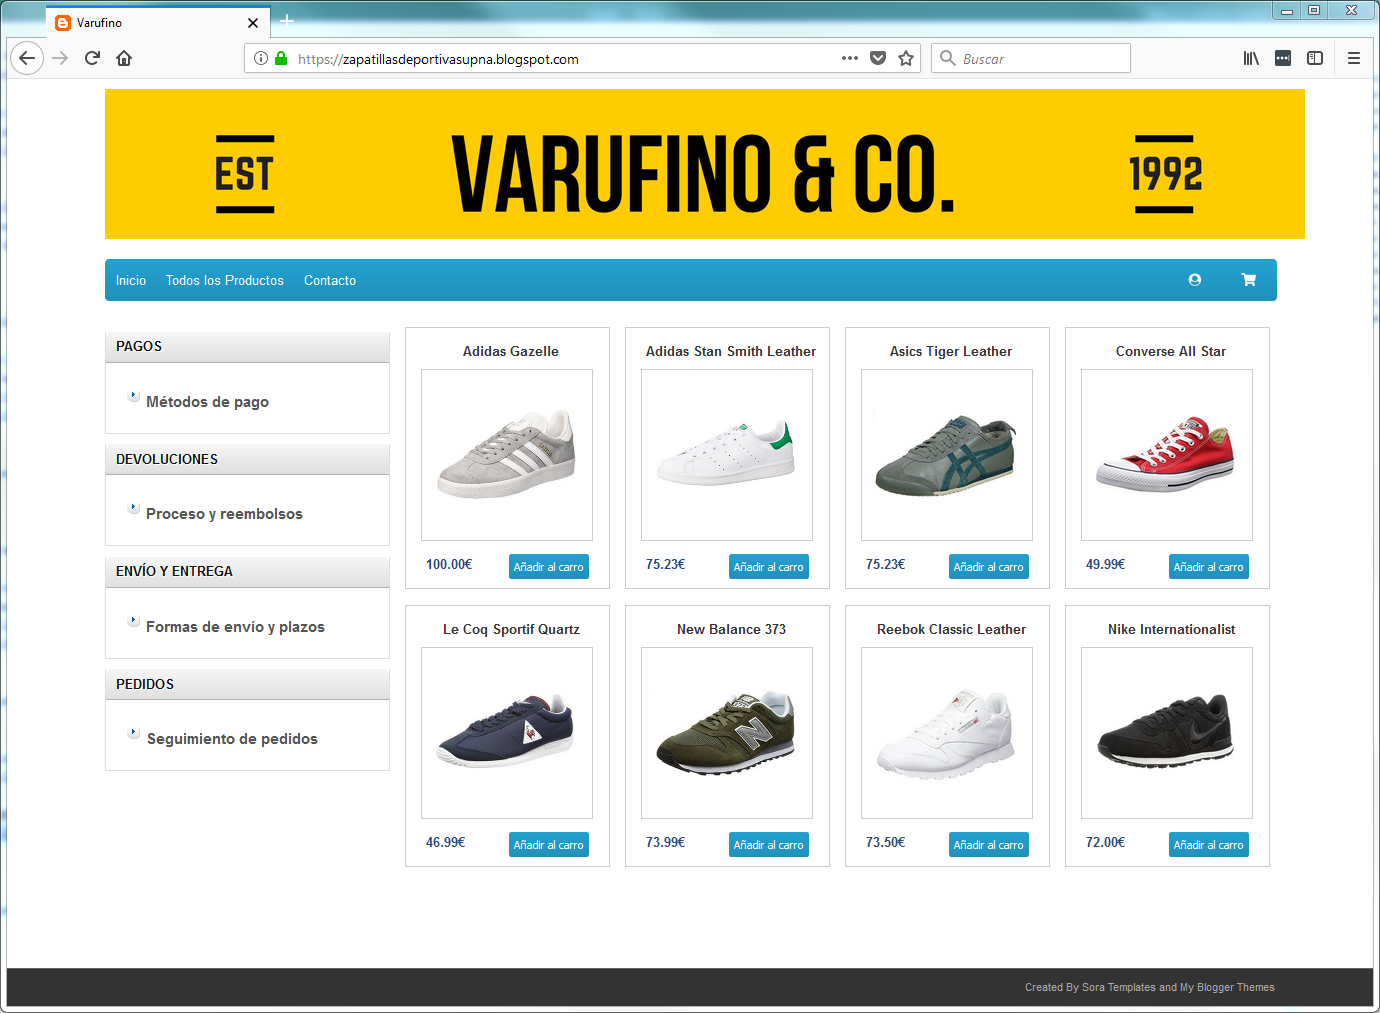 Varufino
https://zapatillasdeportivasupna.blogspot.com
Buscar
EST
VARUFINO & CO.
1992
Inicio
Todos los Productos
Contacto
PAGOS
Métodos de pago
DEVOLUCIONES
Proceso y reembolsos
ENVÍO Y ENTREGA
Formas de envío y plazos
PEDIDOS
Seguimiento de pedidos
Adidas Gazelle
100.00€
Añadir al carro
Adidas Stan Smith Leather
75.23€
Añadir al carro
Asics Tiger Leather
75.23€
Añadir al carro
Converse All Star
49.99€
Añadir al carro
Le Coq Sportif Quartz
46.99€
Añadir al carro
New Balance 373
73.99€
Añadir al carro
Reebok Classic Leather
73.50€
Añadir al carro
Nike Internationalist
72.00€
Añadir al carro
Created By Sora Templates and My Blogger Themes